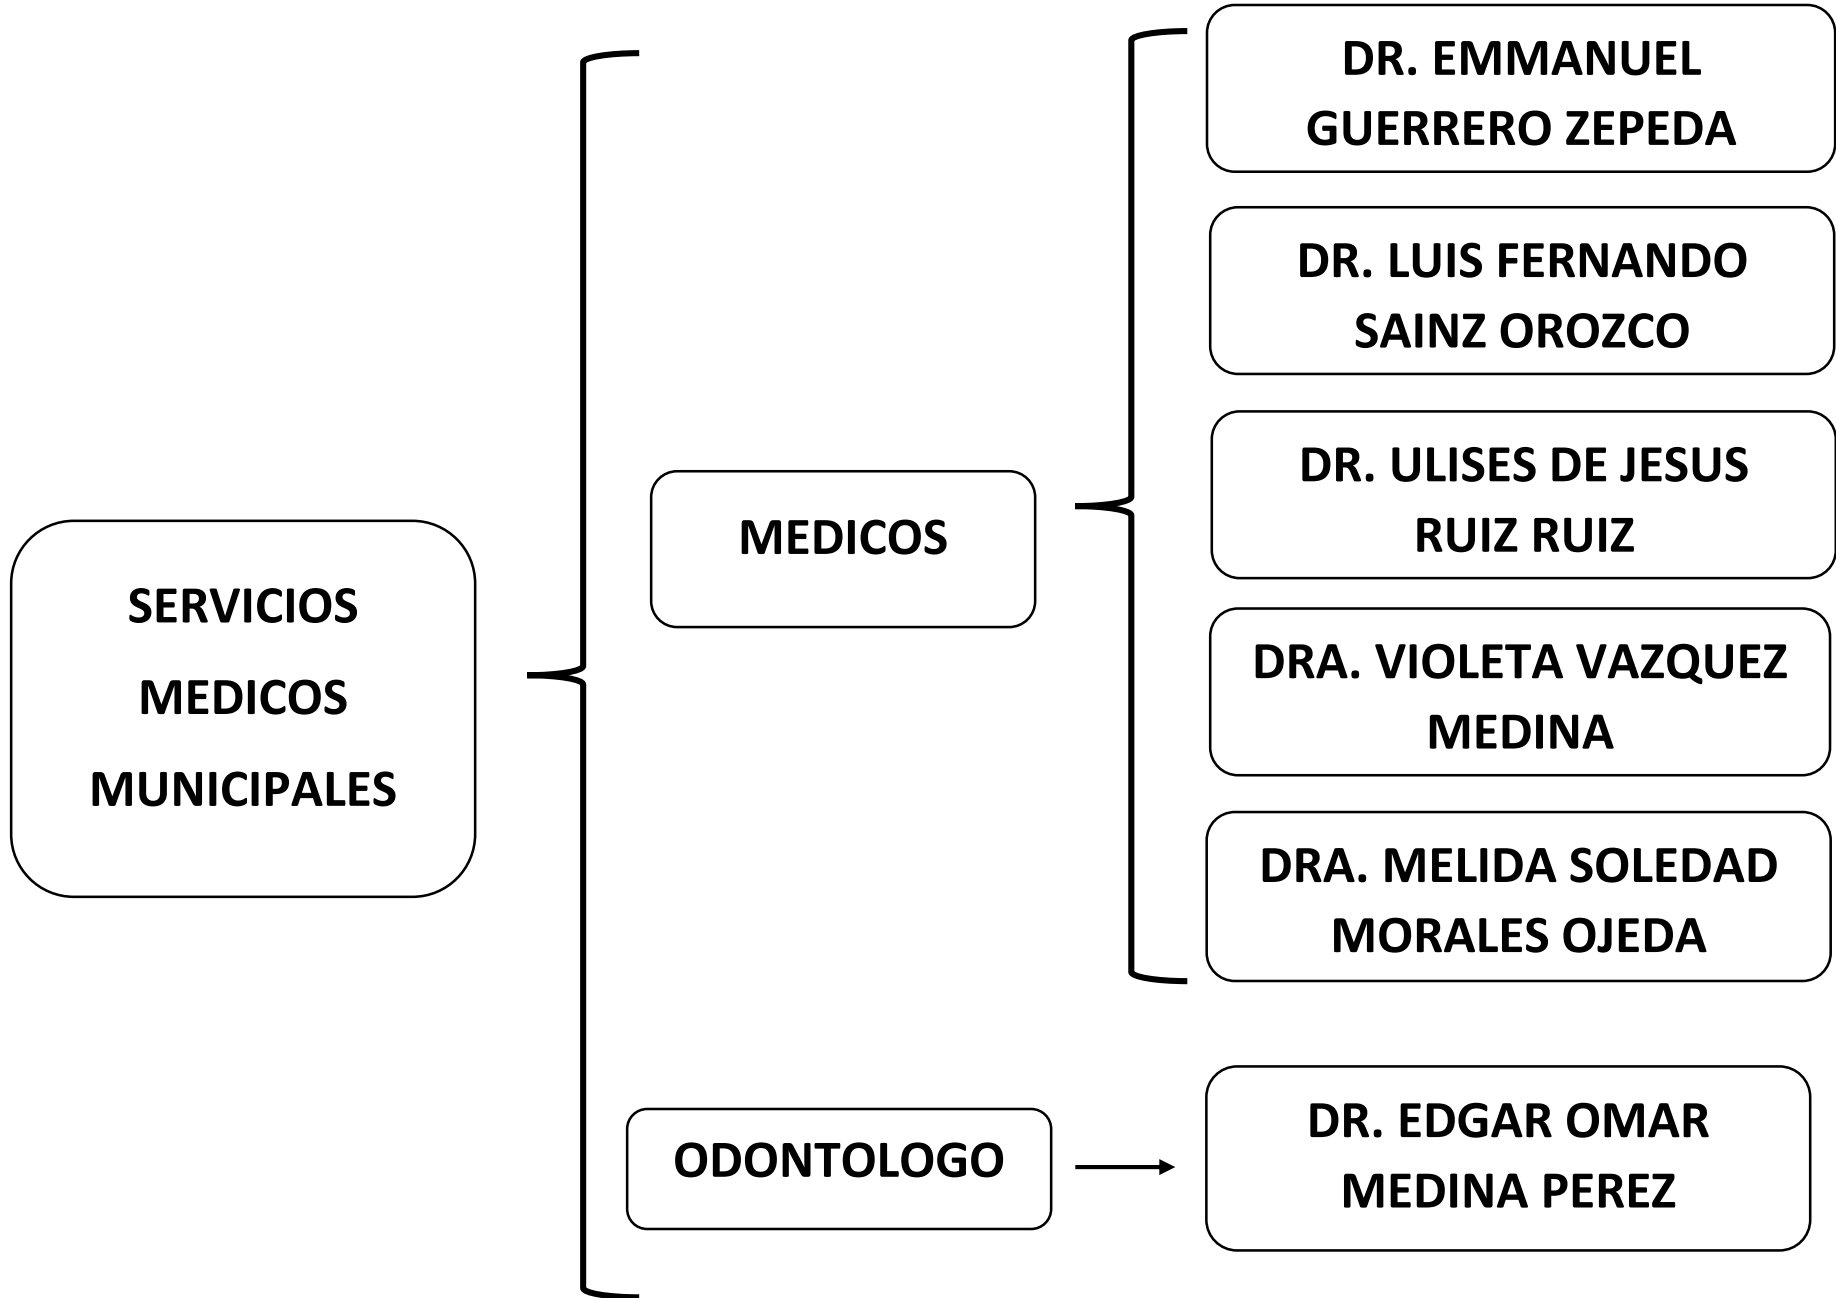 SERVICIOS
MEDICOS
MUNICIPALES
MEDICOS
DR. EMMANUEL
GUERRERO ZEPEDA
DR. LUIS FERNANDO
SAINZ OROZCO
DR. ULISES DE JESUS
RUIZ RUIZ
DRA. VIOLETA VAZQUEZ
MEDINA
DRA. MELIDA SOLEDAD
MORALES OJEDA
ODONTOLOGO
DR. EDGAR OMAR
MEDINA PEREZ